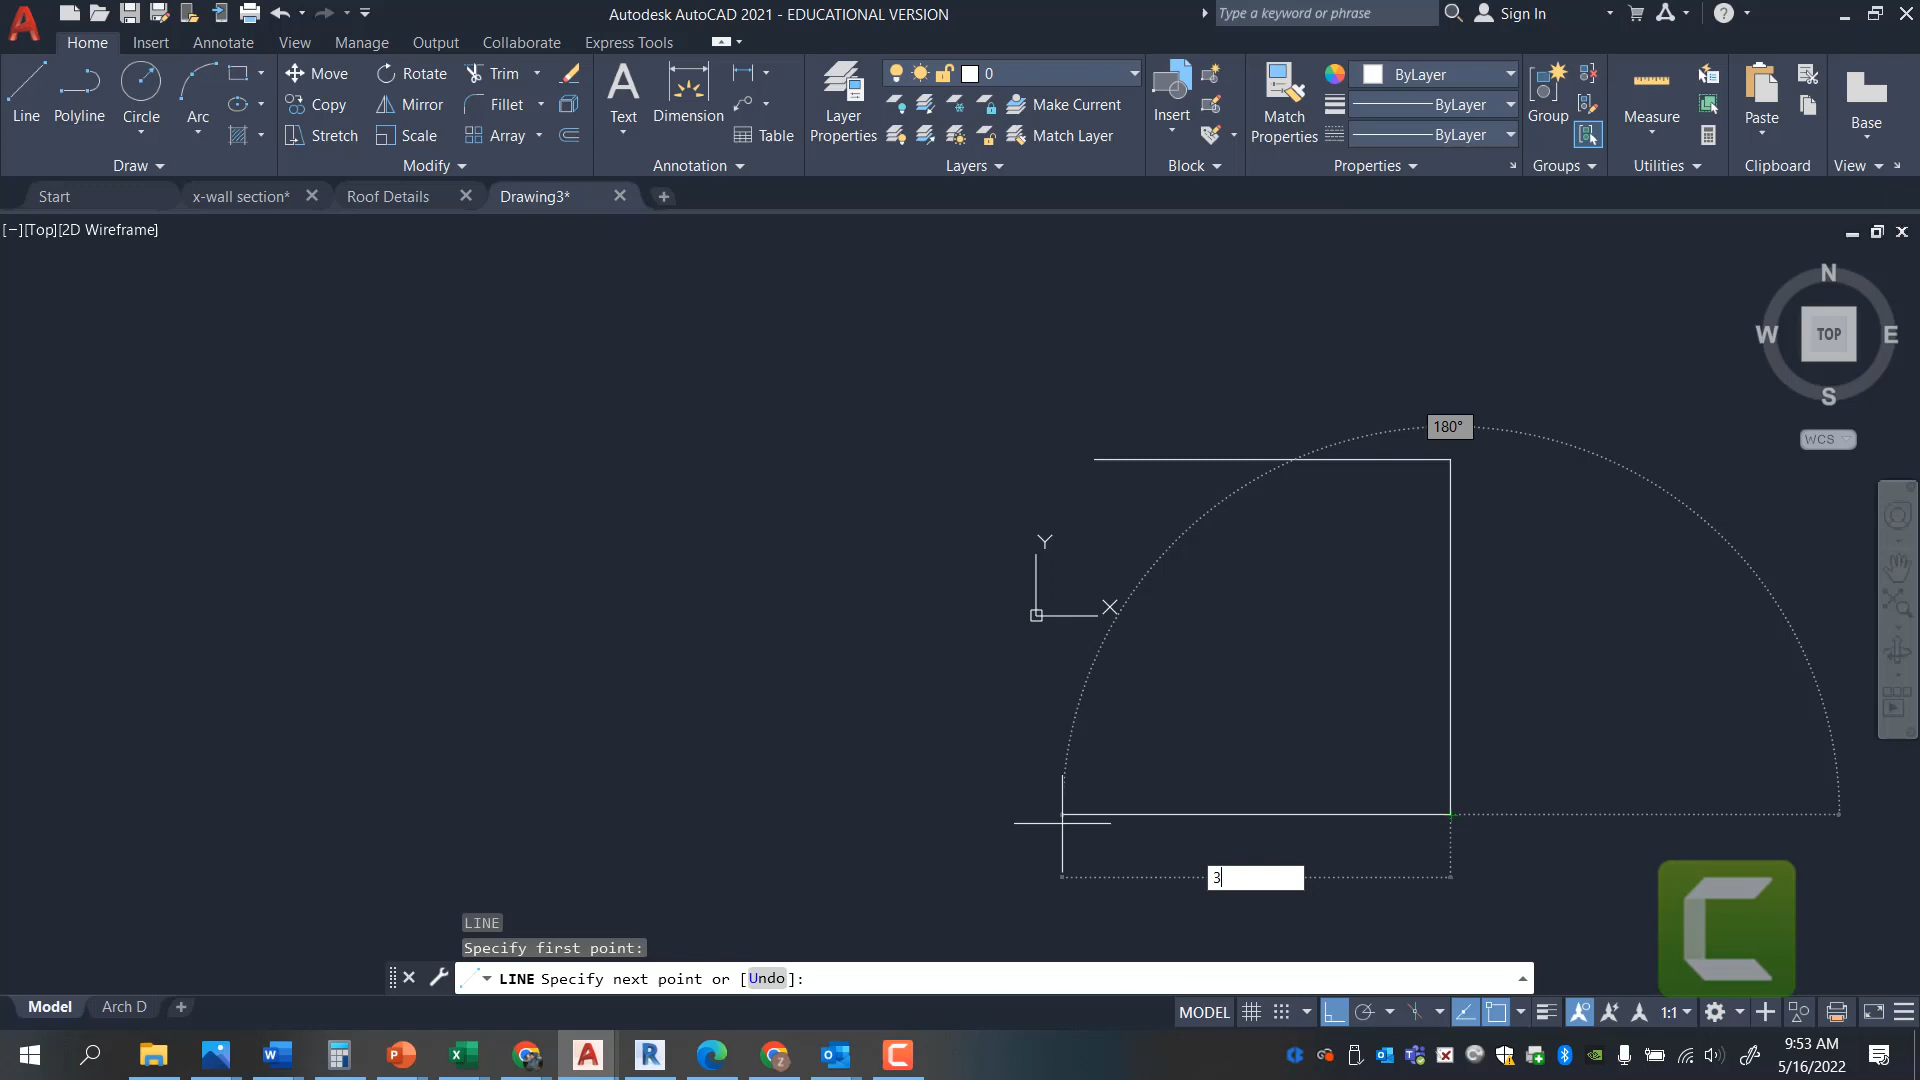 Autodesk AutoCAD 2021 - EDUCATIONAL VERSION
Type a keyword or phrase
Sign In
Home Insert Annotate View Manage Output Collaborate Express Tools
Line Polyline Circle Arc
Move Rotate Trim
Copy Mirror Fillet
Stretch Scale Array
Text Dimension Table
Layer Properties
0
Make Current
Match Layer
Insert
Match Properties
ByLayer
ByLayer
ByLayer
Group Measure Paste Base
Draw Modify Annotation Layers Block Properties Groups Utilities Clipboard View
Start x-wall section* Roof Details Drawing3*
[−][Top][2D Wireframe]
N
W TOP E
S
WCS
180°
Y
X
3
LINE
Specify first point:
LINE Specify next point or [Undo]:
Model Arch D
MODEL 1:1
9:53 AM
5/16/2022